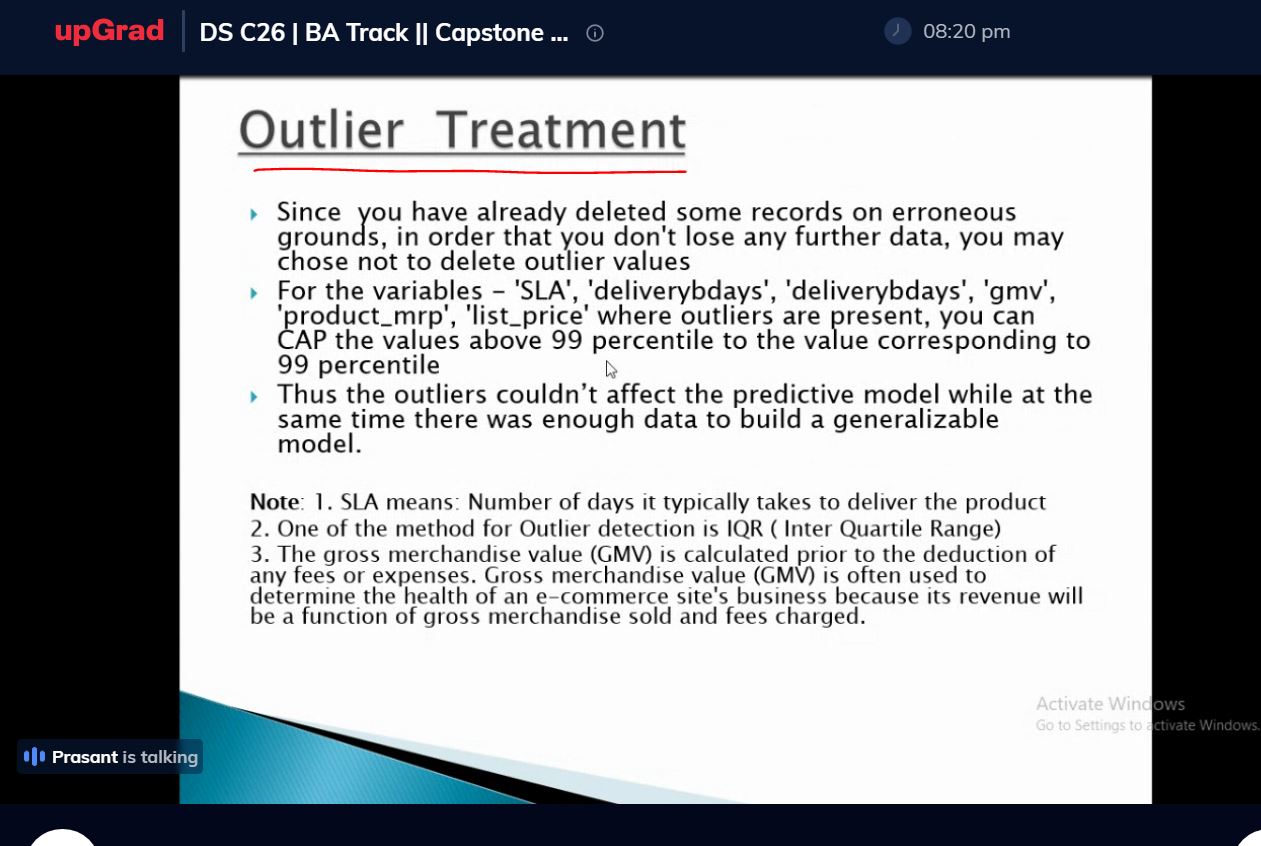 upGrad
DS C26 | BA Track || Capstone ...
08:20 pm
Outlier Treatment
Since you have already deleted some records on erroneous
grounds, in order that you don't lose any further data, you may
chose not to delete outlier values
For the variables – 'SLA', 'deliverybdays', 'deliverybdays', 'gmv',
'product_mrp', 'list_price' where outliers are present, you can
CAP the values above 99 percentile to the value corresponding to
99 percentile
Thus the outliers couldn’t affect the predictive model while at the
same time there was enough data to build a generalizable
model.
Note: 1. SLA means: Number of days it typically takes to deliver the product
2. One of the method for Outlier detection is IQR ( Inter Quartile Range)
3. The gross merchandise value (GMV) is calculated prior to the deduction of
any fees or expenses. Gross merchandise value (GMV) is often used to
determine the health of an e-commerce site's business because its revenue will
be a function of gross merchandise sold and fees charged.
Activate Windows
Go to Settings to activate Windows.
Prasant is talking